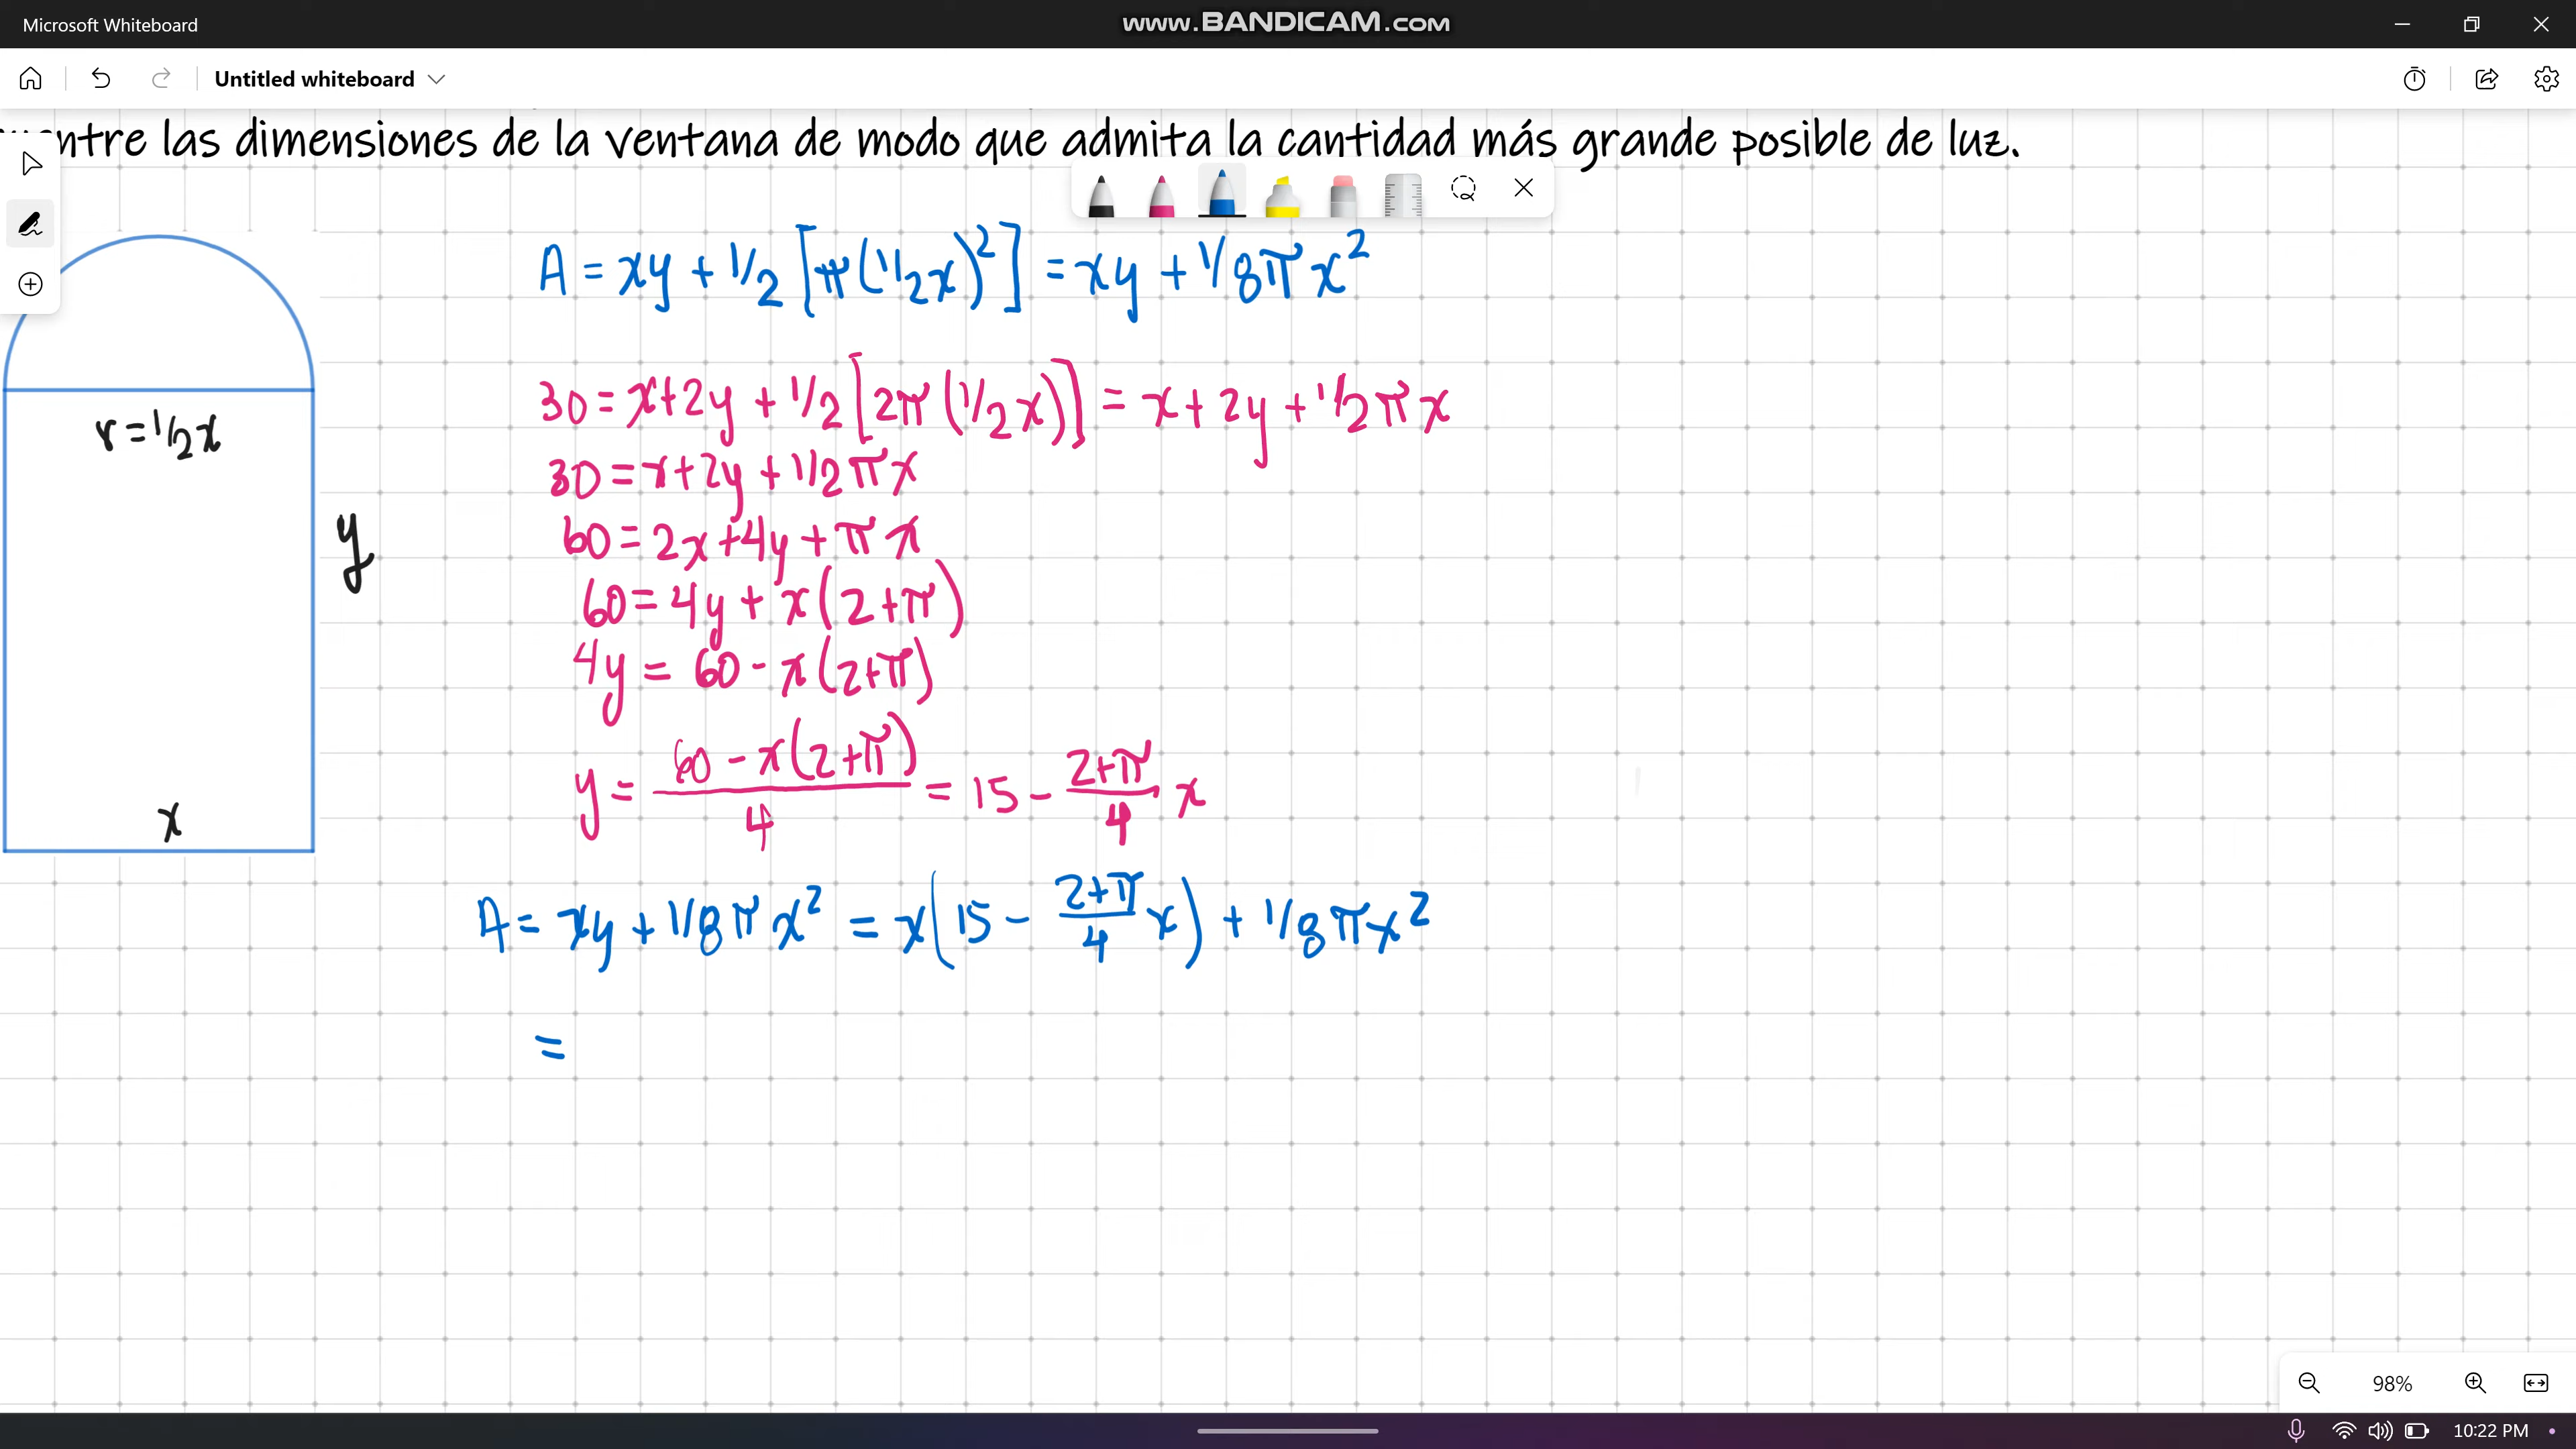 Microsoft Whiteboard
www.BANDICAM.com
Untitled whiteboard
entre las dimensiones de la ventana de modo que admita la cantidad más grande posible de luz.
A = xy + 1/2 [π(1/2x)²] = xy + 1/8πx²
30 = x+2y + 1/2[2π(1/2x)] = x + 2y + 1/2πx
r = 1/2x
30 = x+2y + 1/2πx
60 = 2x+4y + πx
y
60 = 4y + x(2+π)
4y = 60 - x(2+π)
y = (60 - x(2+π))/4 = 15 - (2+π)/4 x
x
A = xy + 1/8πx² = x(15 - (2+π)/4 x) + 1/8πx²
=
98%
10:22 PM